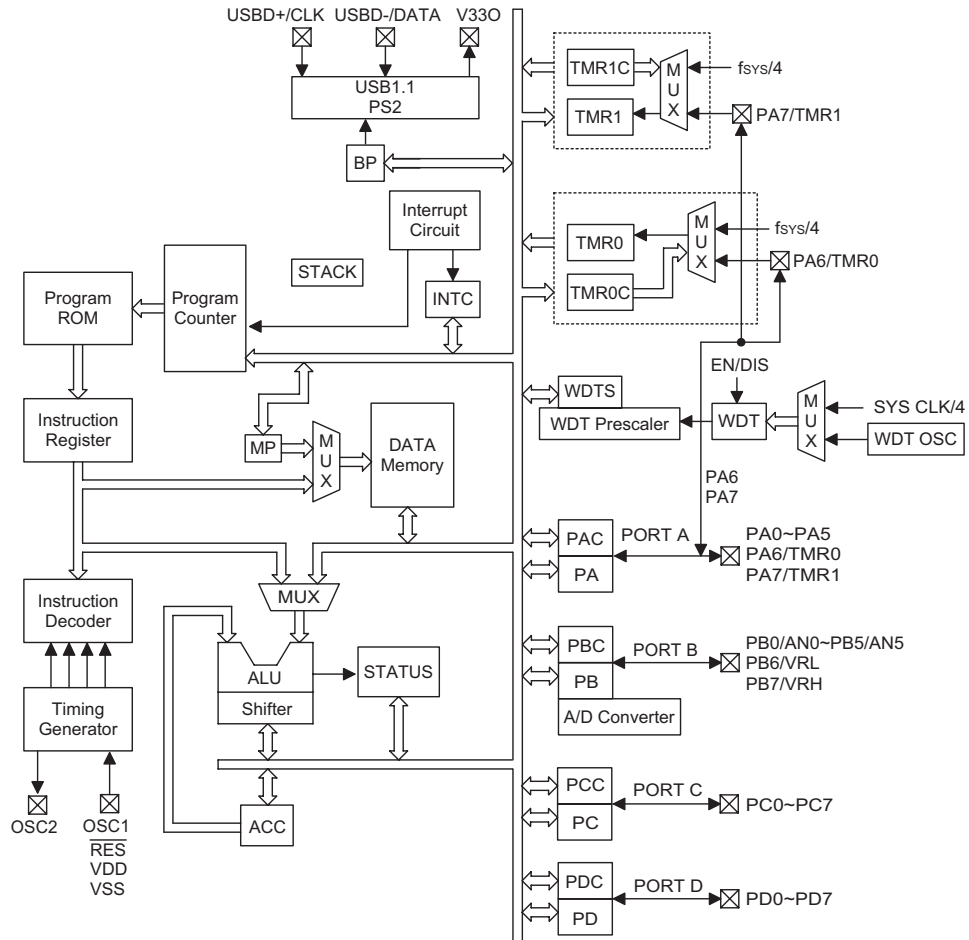 USBD+/CLK
USBD-/DATA
V33O
USB1.1
PS2
BP
Interrupt
Circuit
STACK
INTC
Program
ROM
Program
Counter
Instruction
Register
MP
MUX
DATA
Memory
MUX
Instruction
Decoder
ALU
Shifter
STATUS
Timing
Generator
ACC
OSC2
OSC1
RES
VDD
VSS
TMR1C
TMR1
MUX
fSYS/4
PA7/TMR1
TMR0
TMR0C
MUX
fSYS/4
PA6/TMR0
EN/DIS
WDTS
WDT Prescaler
WDT
MUX
SYS CLK/4
WDT OSC
PA6
PA7
PAC
PA
PORT A
PA0~PA5
PA6/TMR0
PA7/TMR1
PBC
PB
PORT B
A/D Converter
PB0/AN0~PB5/AN5
PB6/VRL
PB7/VRH
PCC
PC
PORT C
PC0~PC7
PDC
PD
PORT D
PD0~PD7